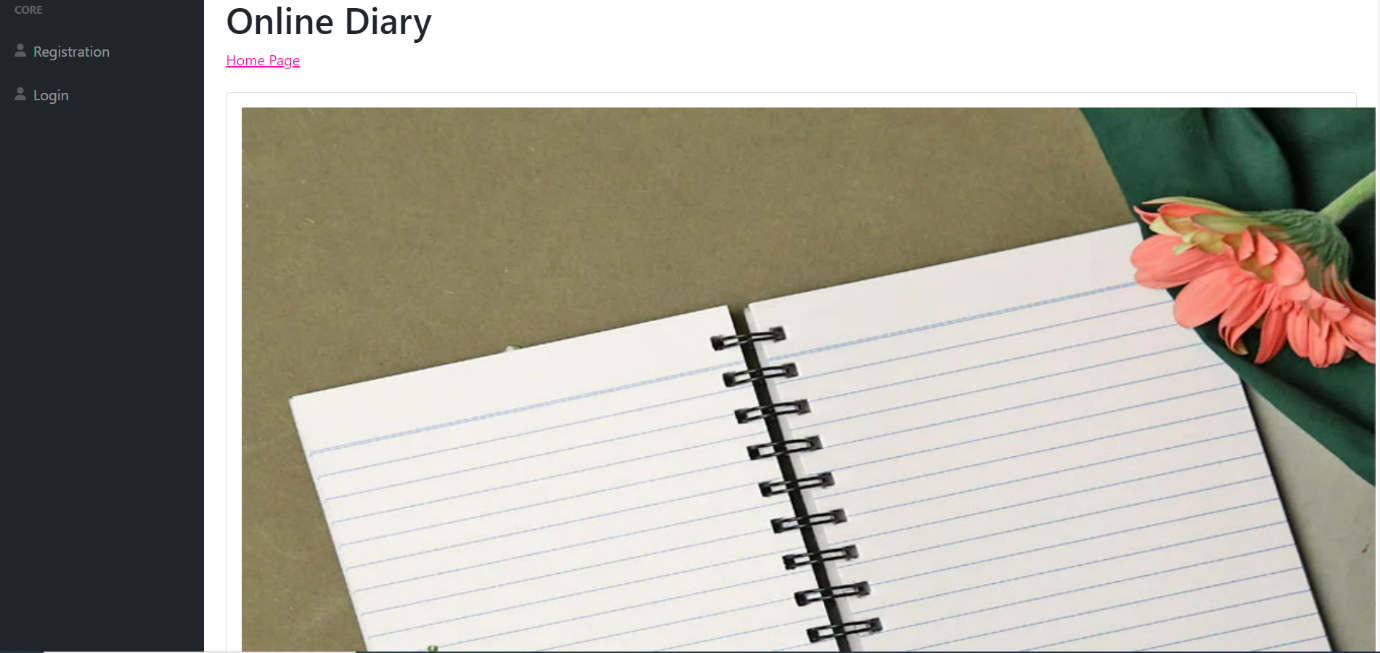 CORE
Registration
Login
Online Diary
Home Page